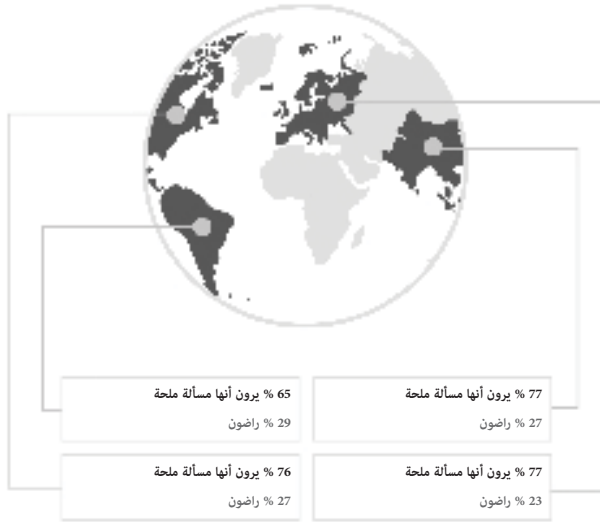 77 % يرون أنها مسألة ملحة
27 % راضون
65 % يرون أنها مسألة ملحة
29 % راضون
77 % يرون أنها مسألة ملحة
23 % راضون
76 % يرون أنها مسألة ملحة
27 % راضون